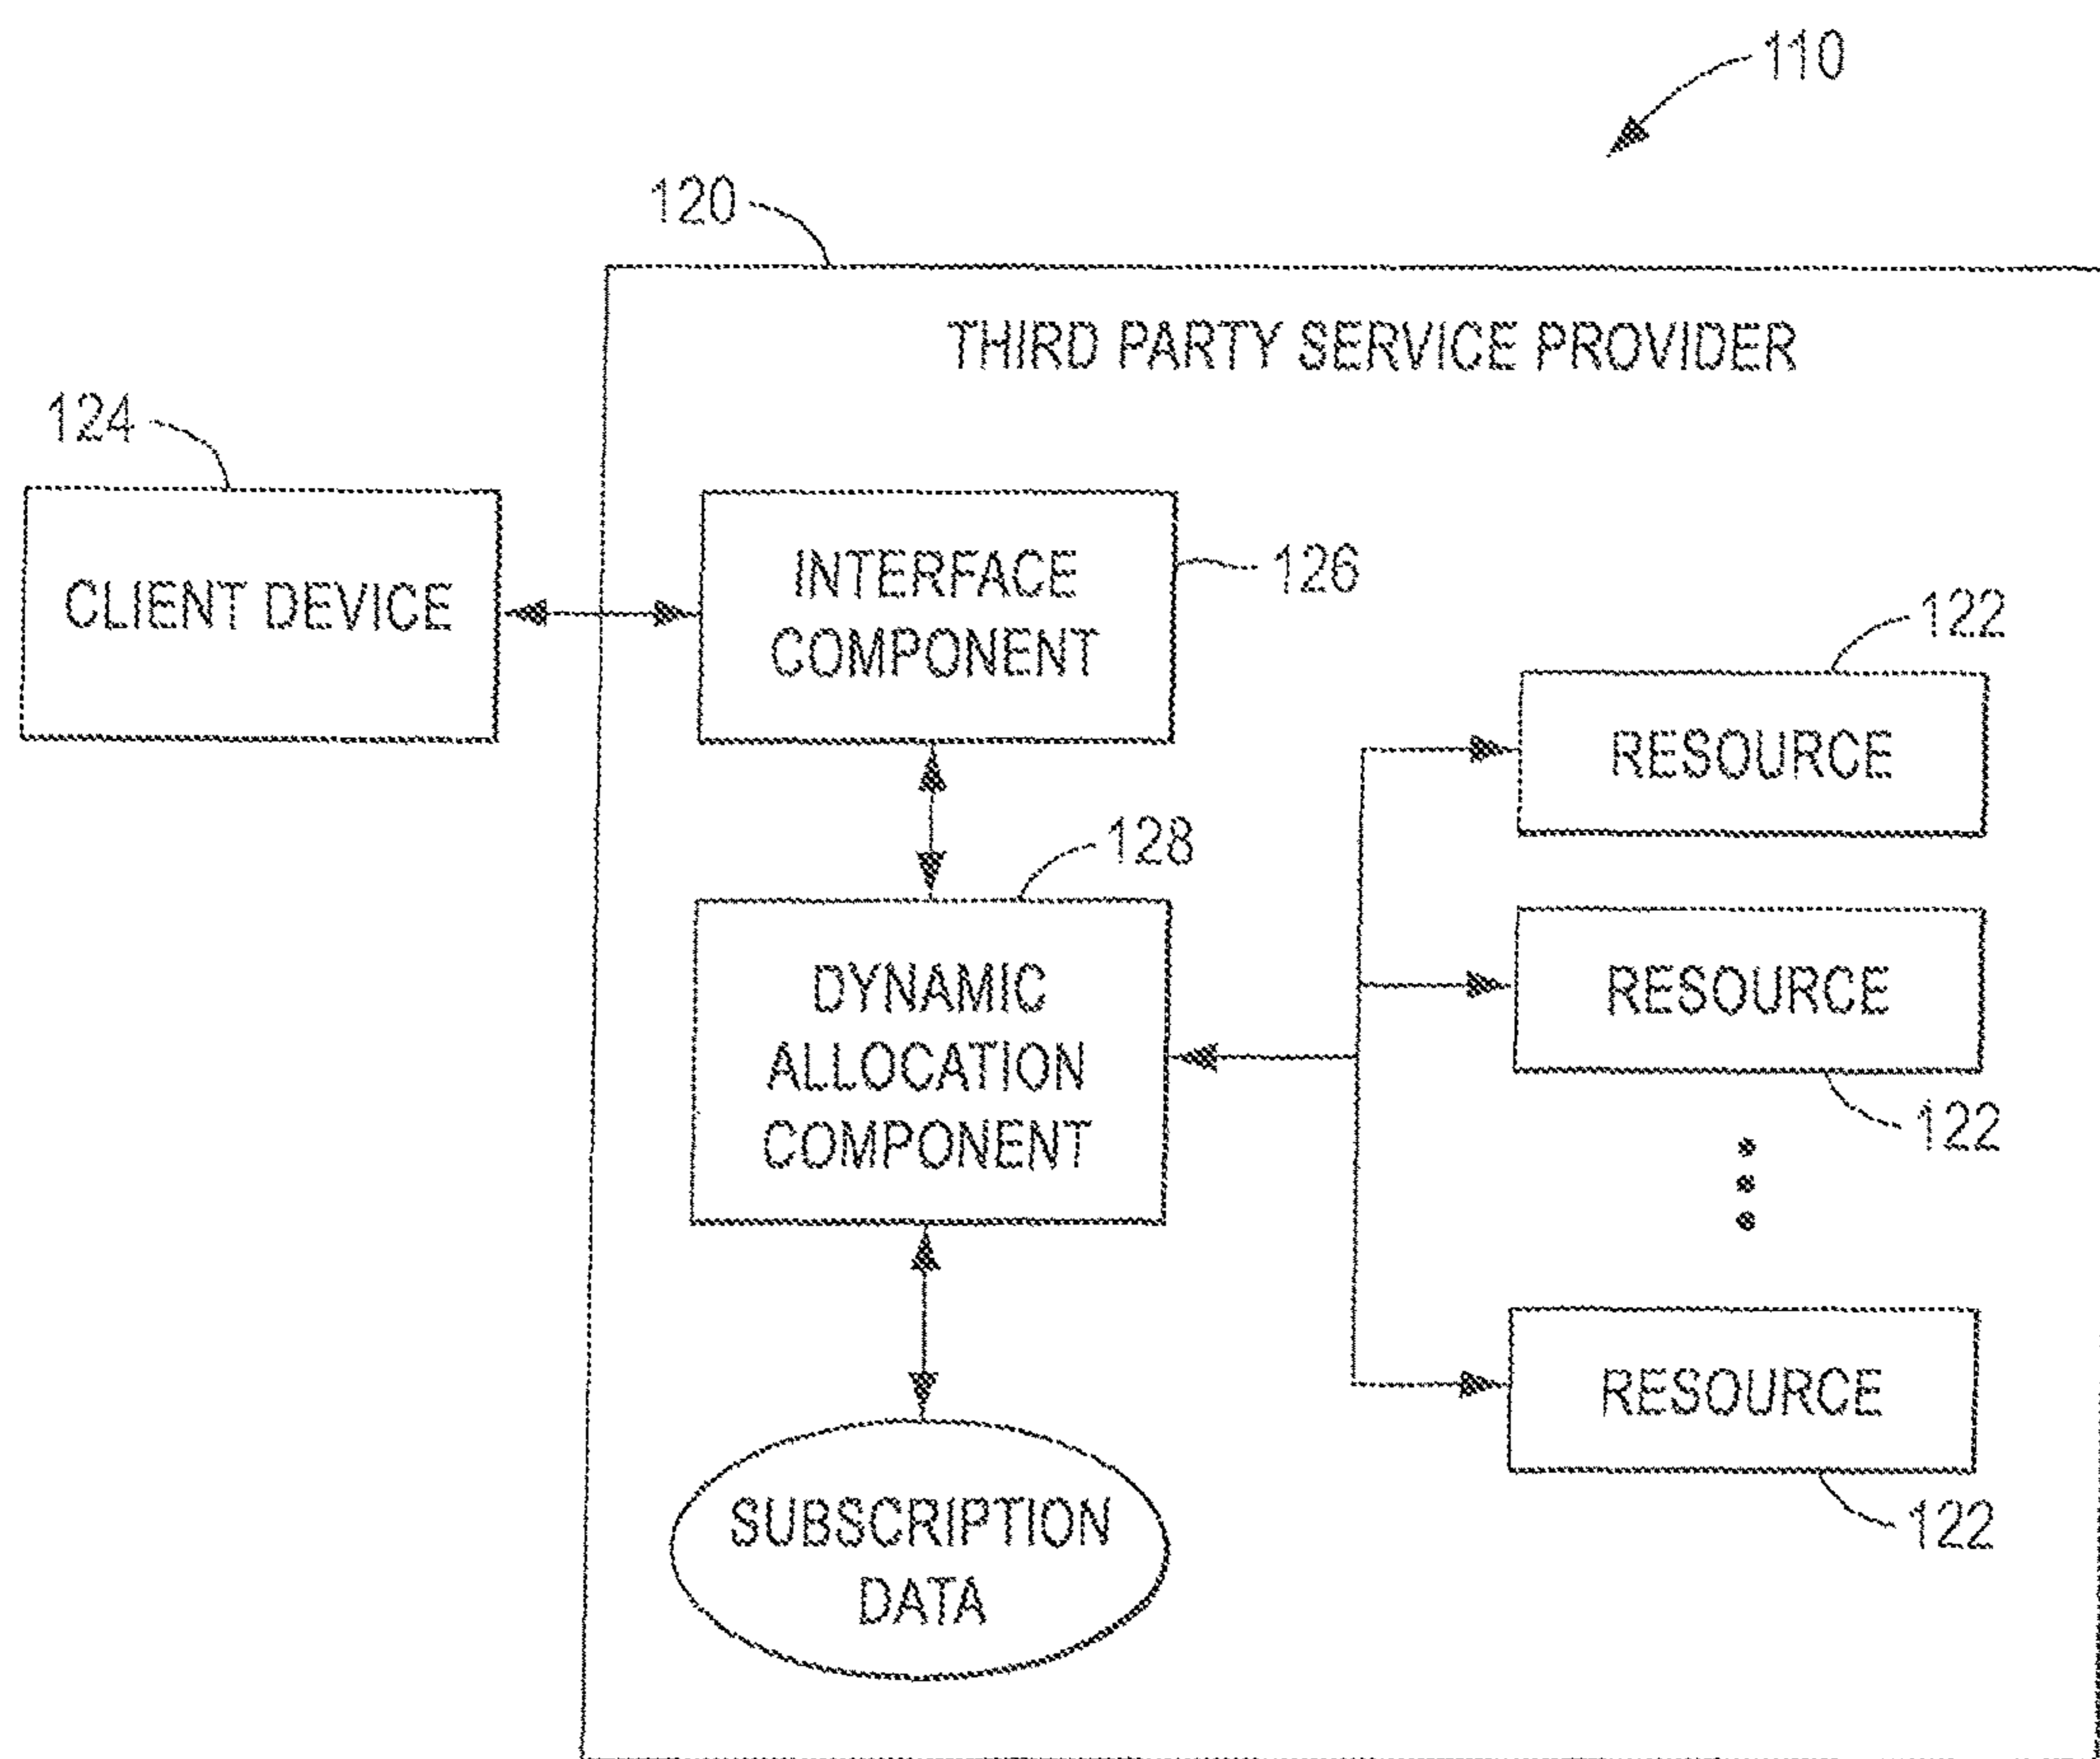 110
120
THIRD PARTY SERVICE PROVIDER
124
CLIENT DEVICE
INTERFACE
COMPONENT
126
122
RESOURCE
128
DYNAMIC
ALLOCATION
COMPONENT
RESOURCE
122
RESOURCE
122
SUBSCRIPTION
DATA